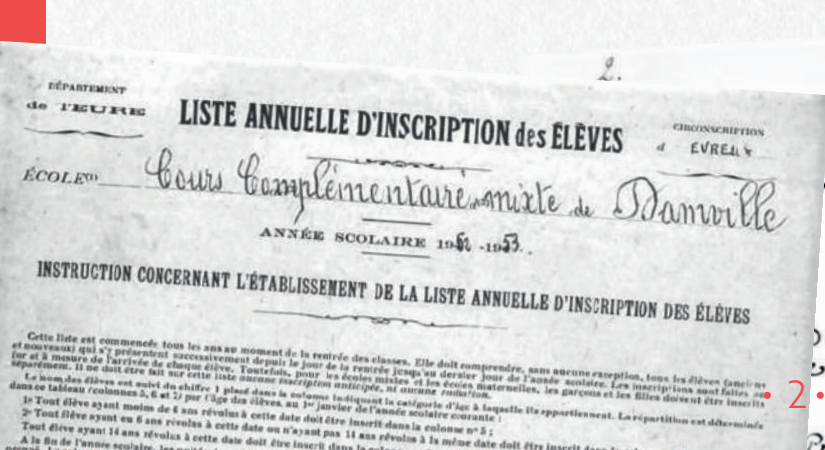 2.
DÉPARTEMENT
de l'EURE
LISTE ANNUELLE D'INSCRIPTION des ÉLÈVES
CIRCONSCRIPTION
d EVREUX
ÉCOLE (1) Cours Complémentaire mixte de Damville
ANNÉE SCOLAIRE 1952 -1953.
INSTRUCTION CONCERNANT L'ÉTABLISSEMENT DE LA LISTE ANNUELLE D'INSCRIPTION DES ÉLÈVES
Cette liste est commencée tous les ans au moment de la rentrée des classes. Elle doit comprendre, sans aucune exception, tous les élèves (anciens
et nouveaux) qui s'y présentent successivement depuis le jour de la rentrée jusqu'au dernier jour de l'année scolaire. Les inscriptions sont faites au
fur et à mesure de l'arrivée de chaque élève. Toutefois, pour les écoles mixtes et les écoles maternelles, les garçons et les filles doivent être inscrits
séparément. Il ne doit être fait sur cette liste aucune inscription anticipée, ni aucune radiation.
Le nom des élèves est suivi du chiffre 1 placé dans la colonne indiquant la catégorie d'âge à laquelle ils appartiennent. La répartition est déterminée
dans ce tableau (colonnes 5, 6 et 7) par l'âge des élèves, au 1er janvier de l'année scolaire courante :
1° Tout élève ayant moins de 6 ans révolus à cette date doit être inscrit dans la colonne n° 5 ;
2° Tout élève ayant eu 6 ans révolus à cette date ou n'ayant pas 14 ans révolus à la même date doit être inscrit dans
Tout élève ayant 14 ans révolus à cette date doit être inscrit dans la
A la fin de l'année scolaire, les
• 2 •